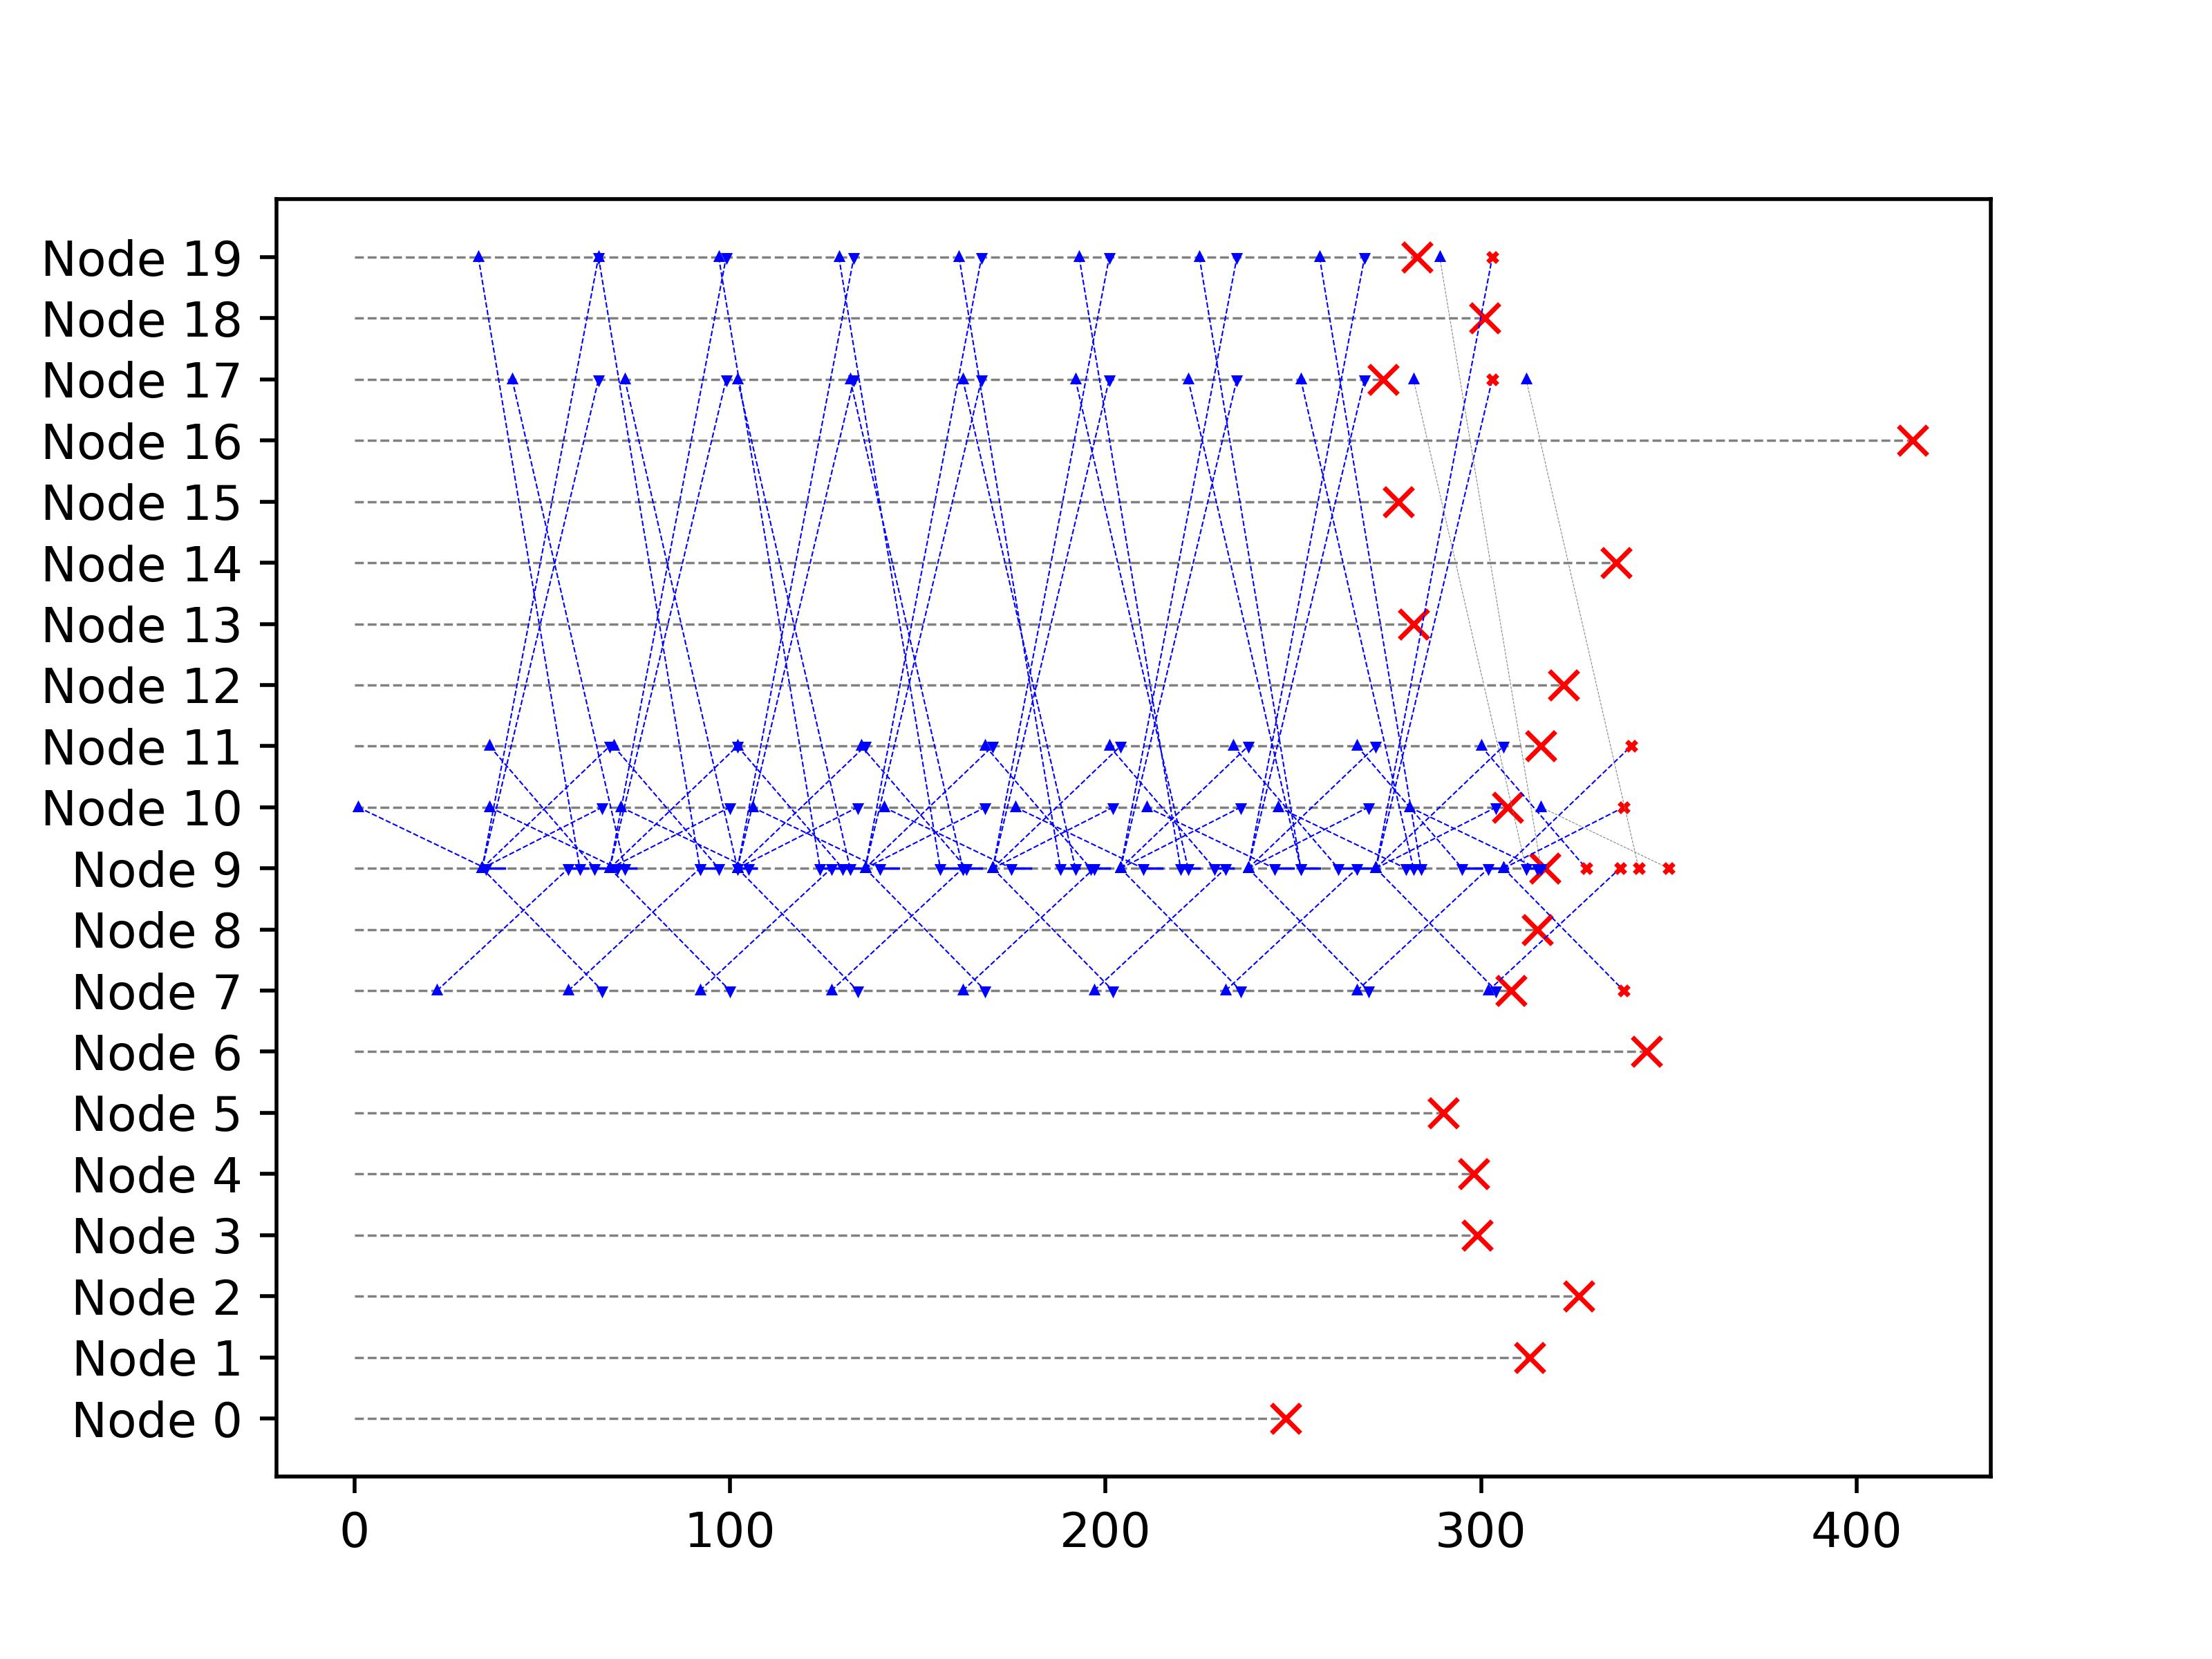 Node 19
Node 18
Node 17
Node 16
Node 15
Node 14
Node 13
Node 12
Node 11
Node 10
Node 9
Node 8
Node 7
Node 6
Node 5
Node 4
Node 3
Node 2
Node 1
Node 0
0 100 200 300 400